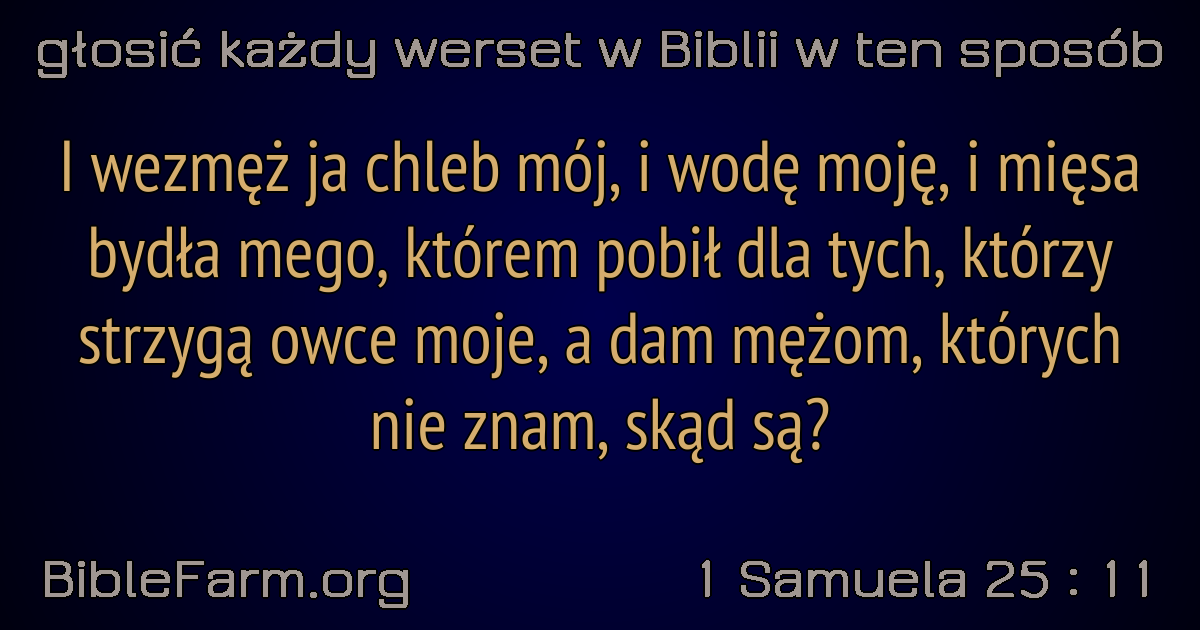 głosić każdy werset w Biblii w ten sposób
I wezmęż ja chleb mój, i wodę moję, i mięsa
bydła mego, którem pobił dla tych, którzy
strzygą owce moje, a dam mężom, których
nie znam, skąd są?
BibleFarm.org
1 Samuela 25 : 11